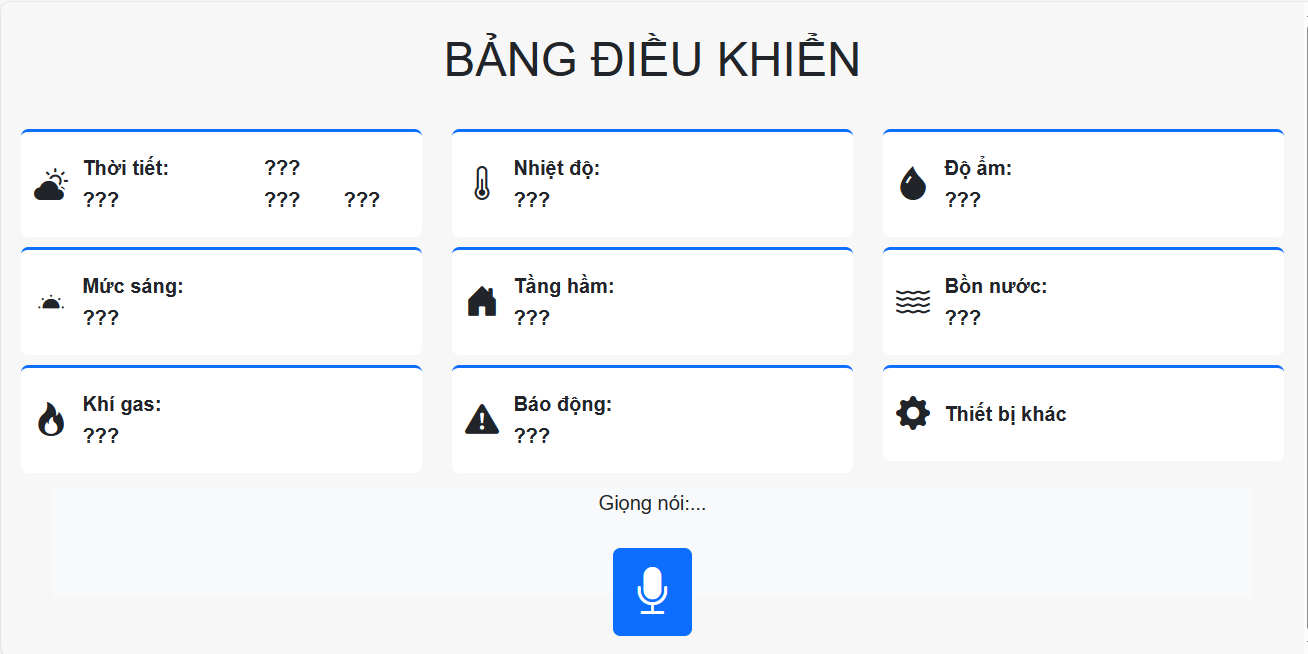 BẢNG ĐIỀU KHIỂN
Thời tiết: ???
??? ??? ???
Nhiệt độ:
???
Độ ẩm:
???
Mức sáng:
???
Tầng hầm:
???
Bồn nước:
???
Khí gas:
???
Báo động:
???
Thiết bị khác
Giọng nói:...